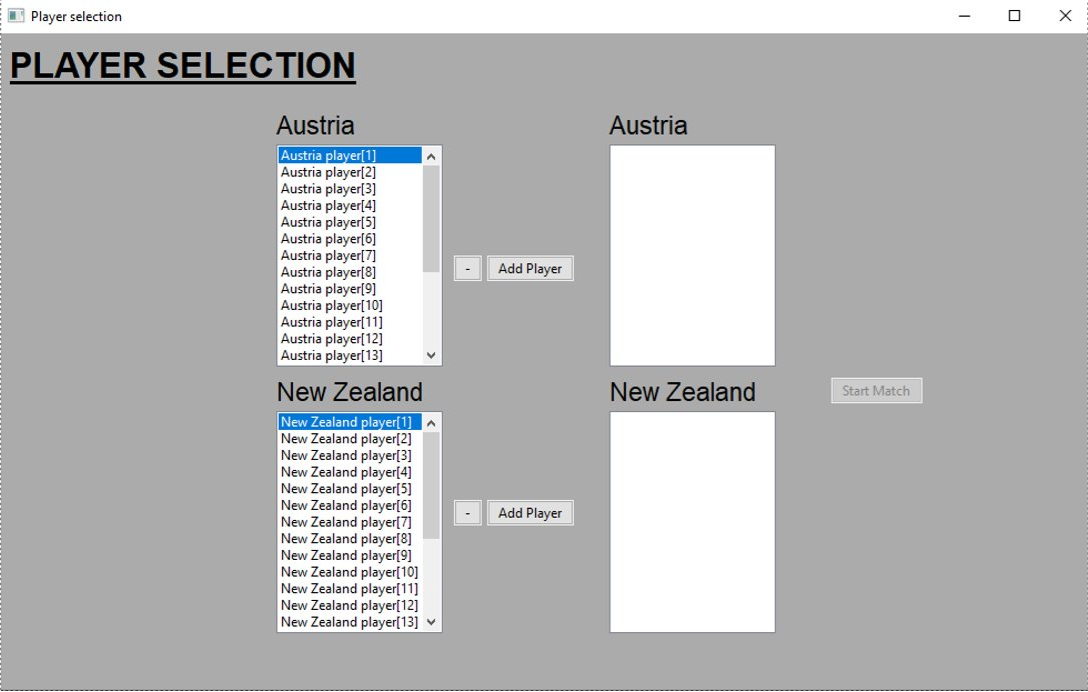 Player selection
PLAYER SELECTION
Austria
Austria player[1]
Austria player[2]
Austria player[3]
Austria player[4]
Austria player[5]
Austria player[6]
Austria player[7]
Austria player[8]
Austria player[9]
Austria player[10]
Austria player[11]
Austria player[12]
Austria player[13]
- Add Player
Austria
New Zealand
New Zealand player[1]
New Zealand player[2]
New Zealand player[3]
New Zealand player[4]
New Zealand player[5]
New Zealand player[6]
New Zealand player[7]
New Zealand player[8]
New Zealand player[9]
New Zealand player[10]
New Zealand player[11]
New Zealand player[12]
New Zealand player[13]
- Add Player
New Zealand
Start Match